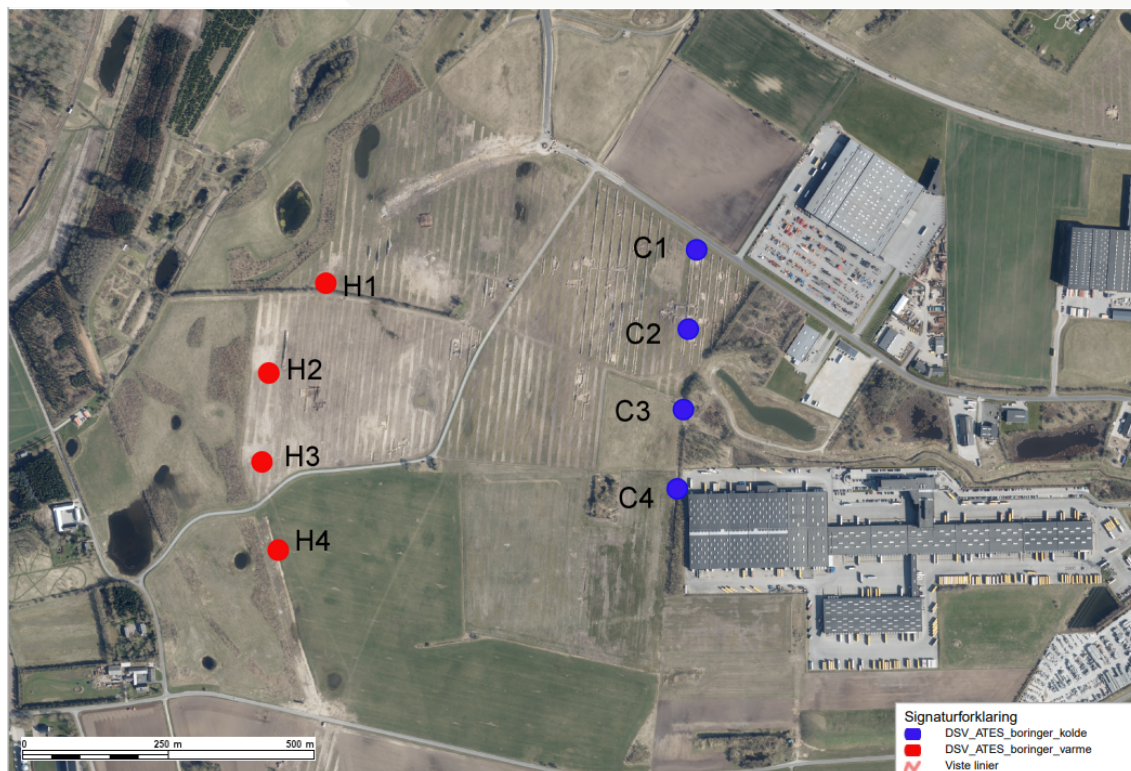 C1
H1
C2
H2
C3
H3
C4
H4
0 250 m 500 m
Signaturforklaring
DSV_ATES_boringer_kolde
DSV_ATES_boringer_varme
Viste linier